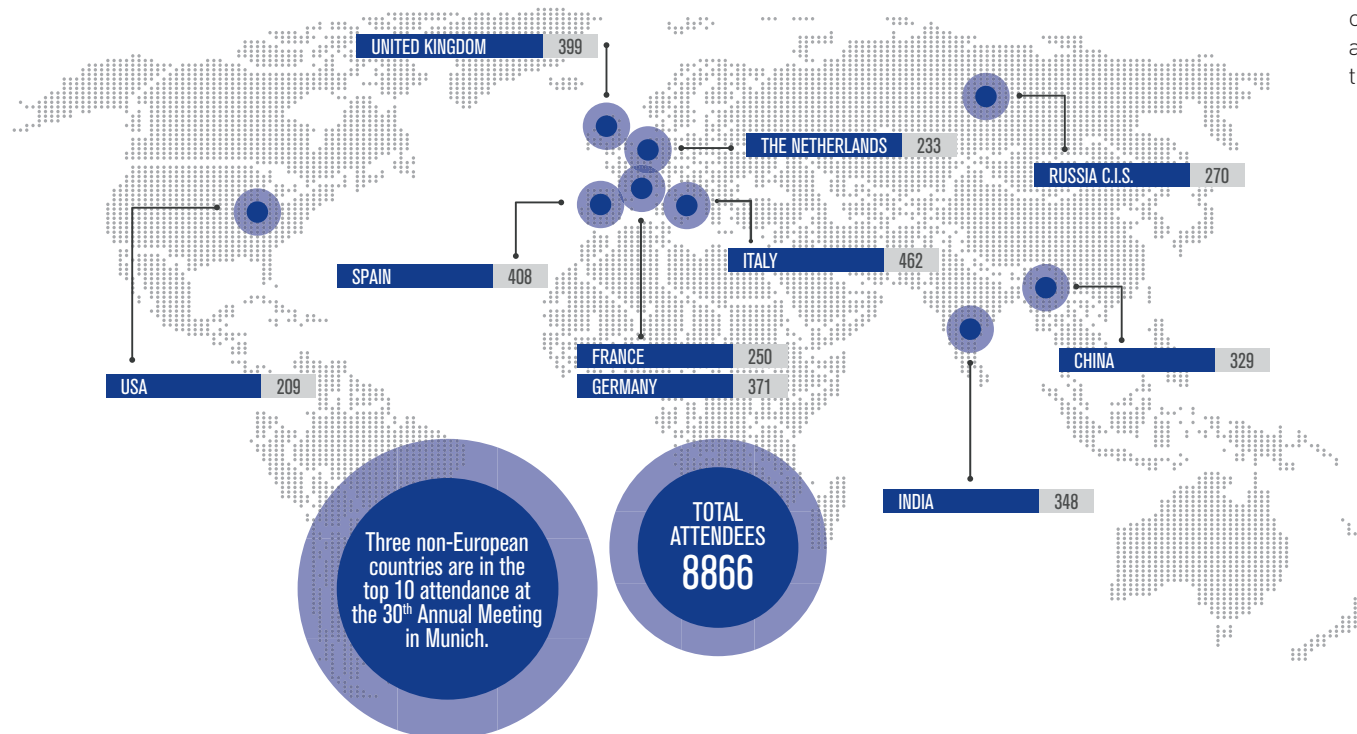 UNITED KINGDOM 399
THE NETHERLANDS 233
RUSSIA C.I.S. 270
SPAIN 408
ITALY 462
FRANCE 250
GERMANY 371
USA 209
CHINA 329
INDIA 348
Three non-European
countries are in the
top 10 attendance at
the 30th Annual Meeting
in Munich.
TOTAL
ATTENDEES
8866